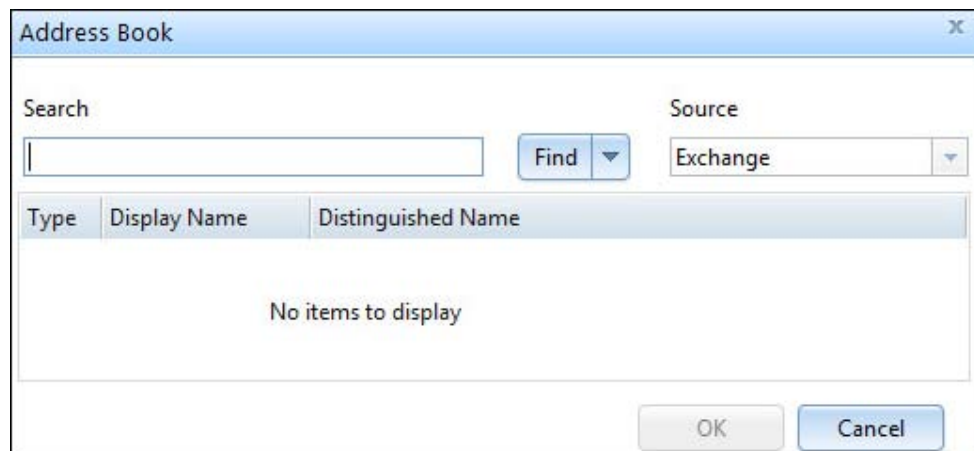 Address Book
x
Search
Source
Find
Exchange
Type Display Name Distinguished Name
No items to display
OK Cancel